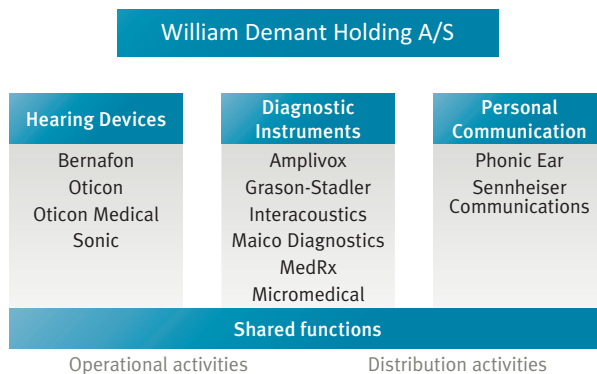 William Demant Holding A/S
Hearing Devices
Bernafon
Oticon
Oticon Medical
Sonic
Diagnostic
Instruments
Amplivox
Grason-Stadler
Interacoustics
Maico Diagnostics
MedRx
Micromedical
Personal
Communication
Phonic Ear
Sennheiser
Communications
Shared functions
Operational activities
Distribution activities